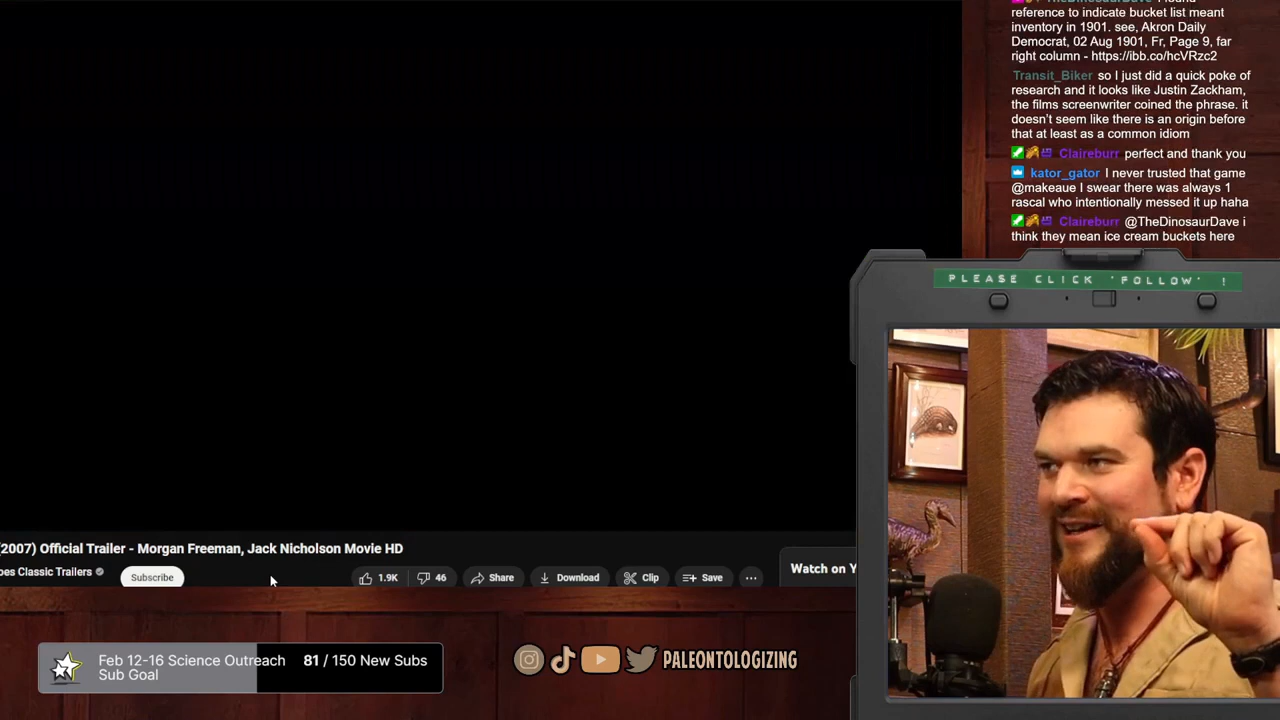 TheDinosaurDave I found
reference to indicate bucket list meant
inventory in 1901. see, Akron Daily
Democrat, 02 Aug 1901, Fr, Page 9, far
right column - https://ibb.co/hcVRzc2
Transit_Biker so I just did a quick poke of
research and it looks like Justin Zackham,
the films screenwriter coined the phrase. it
doesn't seem like there is an origin before
that at least as a common idiom
Claireburr perfect and thank you
kator_gator I never trusted that game
@makeaue I swear there was always 1
rascal who intentionally messed it up haha
Claireburr @TheDinosaurDave i
think they mean ice cream buckets here
PLEASE CLICK 'FOLLOW' !
(2007) Official Trailer - Morgan Freeman, Jack Nicholson Movie HD
oes Classic Trailers
Subscribe
1.9K
46
Share
Download
Clip
Save
Watch on Y
Feb 12-16 Science Outreach
Sub Goal
81 / 150 New Subs
PALEONTOLOGIZING